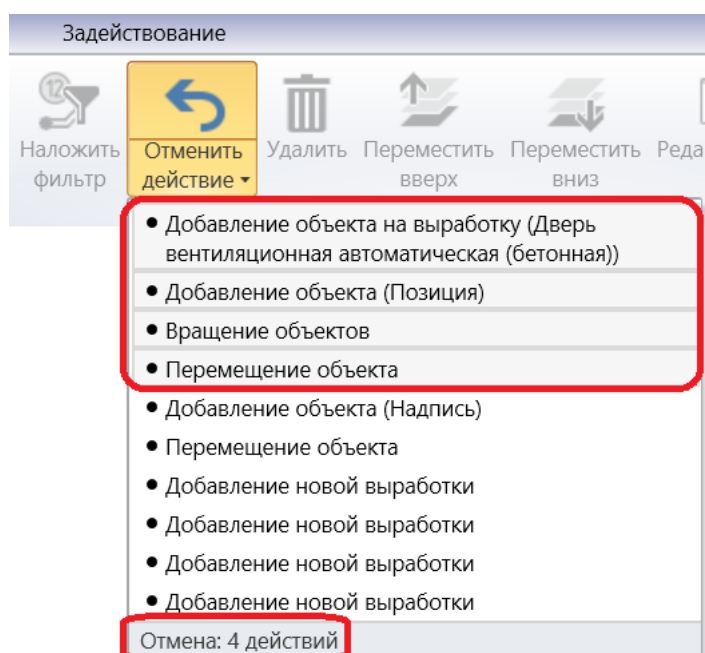 Задействование
12
Наложить фильтр
Отменить действие
Удалить
Переместить вверх
Переместить вниз
Реда
• Добавление объекта на выработку (Дверь
вентиляционная автоматическая (бетонная))
• Добавление объекта (Позиция)
• Вращение объектов
• Перемещение объекта
• Добавление объекта (Надпись)
• Перемещение объекта
• Добавление новой выработки
• Добавление новой выработки
• Добавление новой выработки
• Добавление новой выработки
Отмена: 4 действий